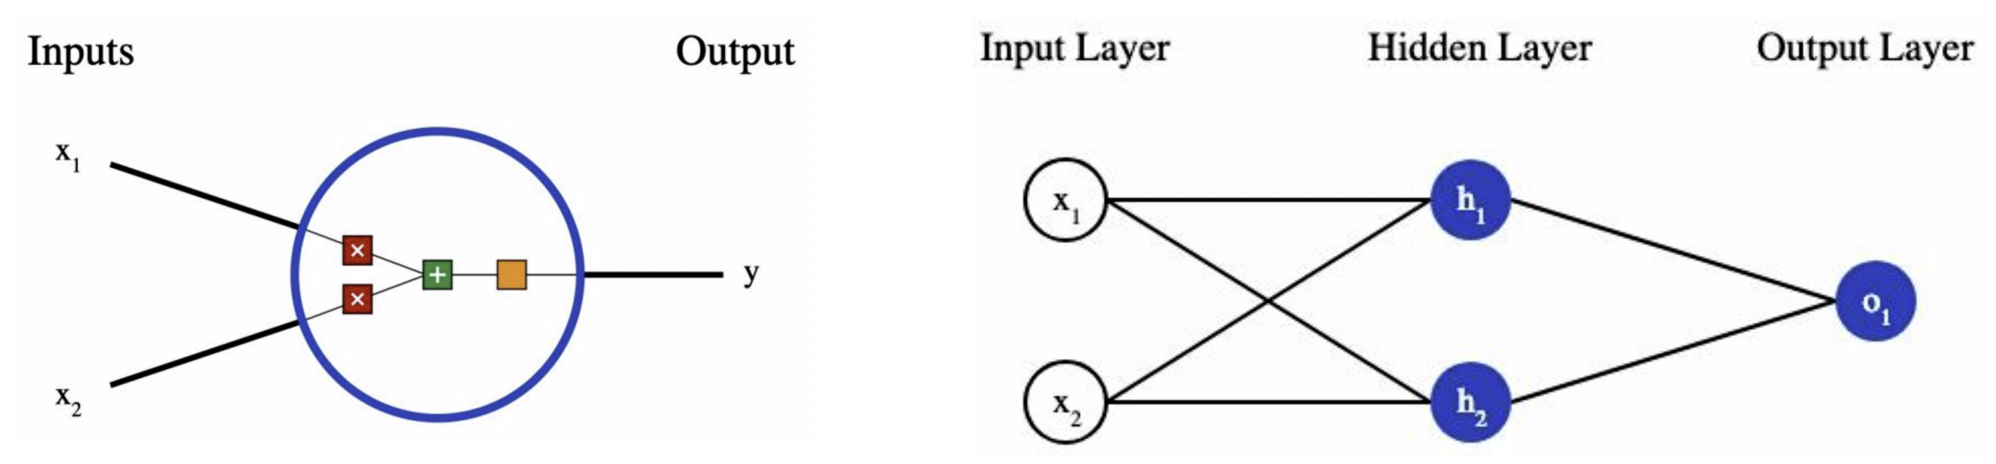 Inputs
Output
x₁
×
+
×
y
x₂
Input Layer
Hidden Layer
Output Layer
x₁
h₁
o₁
x₂
h₂